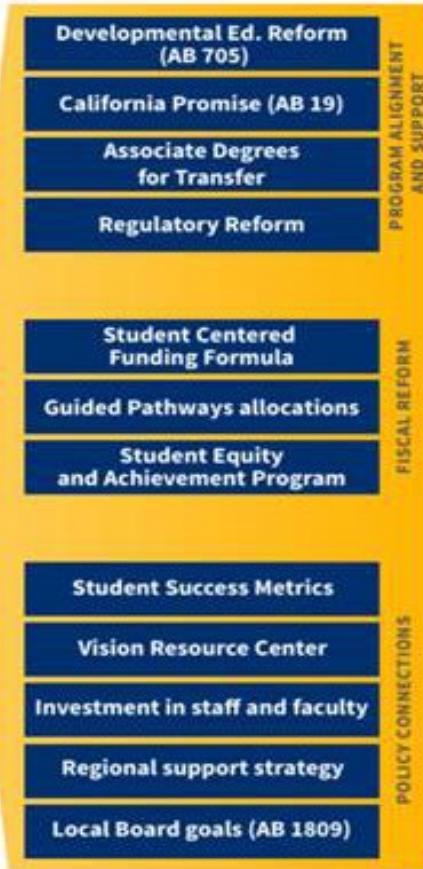 Developmental Ed. Reform
(AB 705)
California Promise (AB 19)
Associate Degrees
for Transfer
Regulatory Reform
PROGRAM ALIGNMENT
AND SUPPORT
Student Centered
Funding Formula
Guided Pathways allocations
Student Equity
and Achievement Program
FISCAL REFORM
Student Success Metrics
Vision Resource Center
Investment in staff and faculty
Regional support strategy
Local Board goals (AB 1809)
POLICY CONNECTIONS